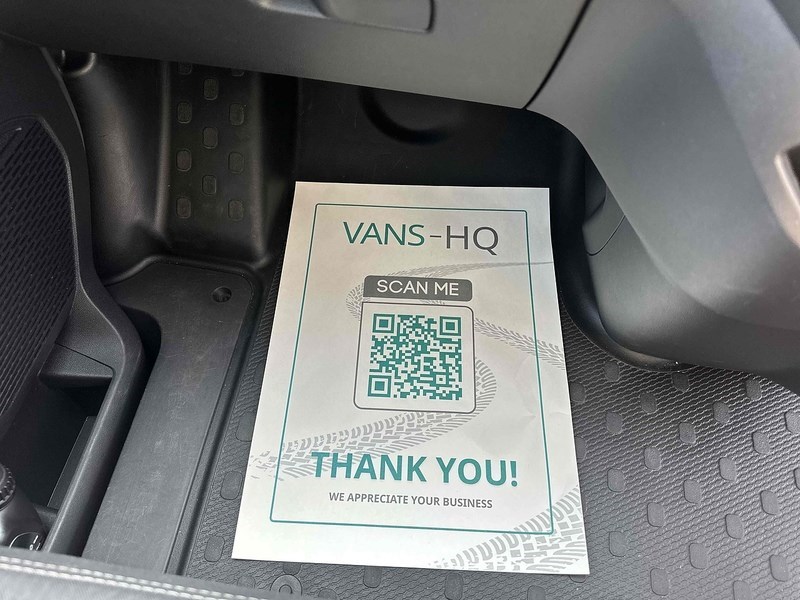 VANS-HQ
SCAN ME
THANK YOU!
WE APPRECIATE YOUR BUSINESS